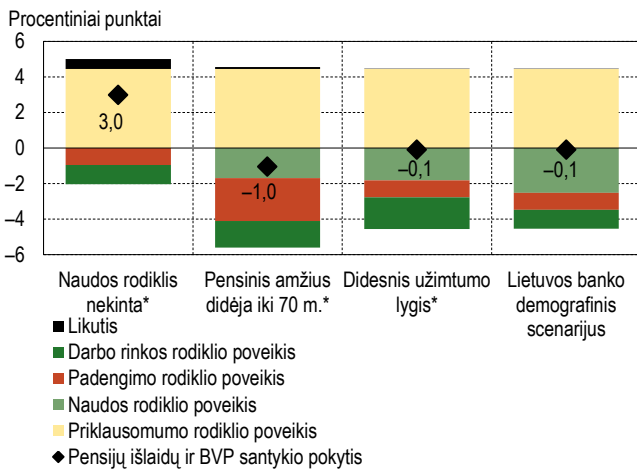 Procentiniai punktai
6
4
2
0
–2
–4
–6
3,0
–1,0
–0,1
–0,1
Naudos rodiklis
nekinta*
Pensinis amžius
didėja iki 70 m.*
Didesnis užimtumo
lygis*
Lietuvos banko
demografinis
scenarijus
Likutis
Darbo rinkos rodiklio poveikis
Padengimo rodiklio poveikis
Naudos rodiklio poveikis
Priklausomumo rodiklio poveikis
Pensijų išlaidų ir BVP santykio pokytis